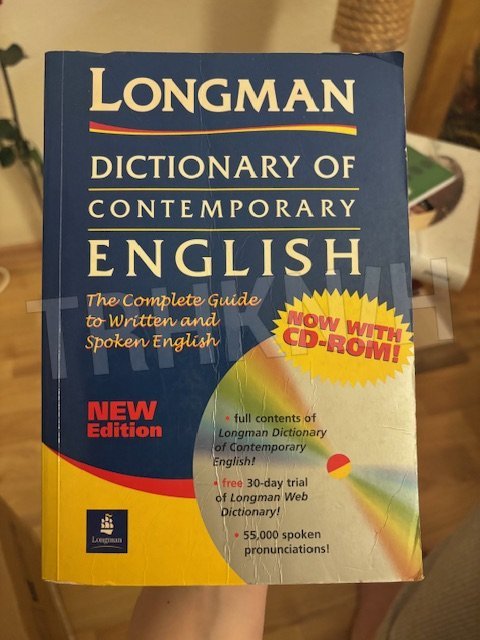 LONGMAN
DICTIONARY OF
CONTEMPORARY
ENGLISH
The Complete Guide
to Written and
Spoken English
NOW WITH
CD-ROM!
NEW
Edition
• full contents of
Longman Dictionary
of Contemporary
English!
• free 30-day trial
of Longman Web
Dictionary!
• 55,000 spoken
pronunciations!
Longman